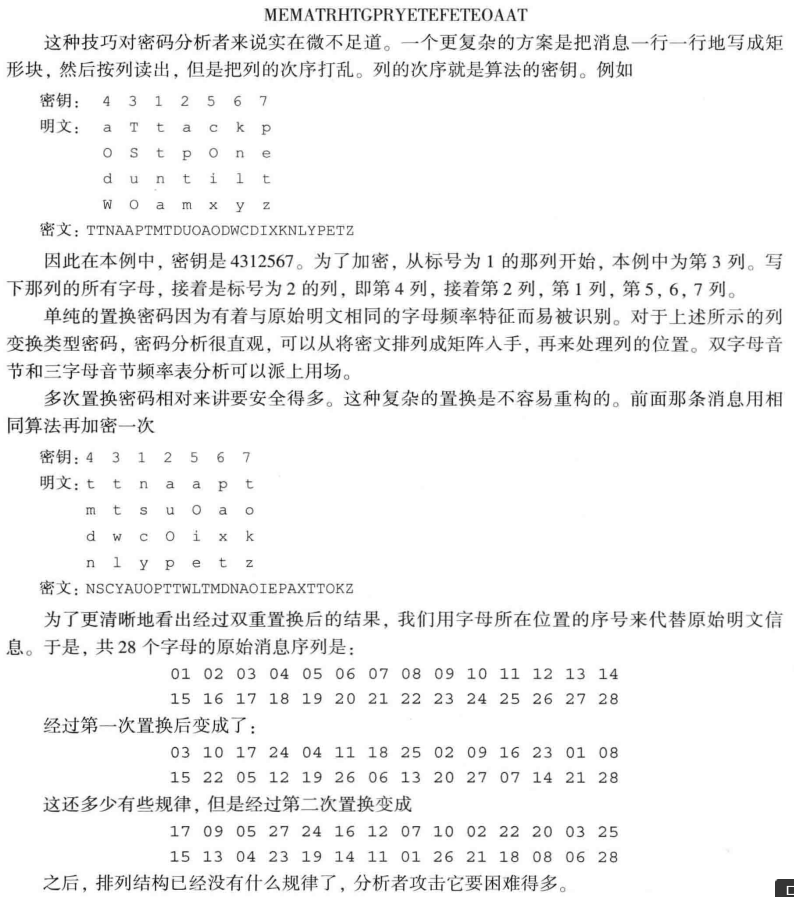 MEMATRHTGPRYETEFETEOAAT
这种技巧对密码分析者来说实在微不足道。一个更复杂的方案是把消息一行一行地写成矩
形块，然后按列读出，但是把列的次序打乱。列的次序就是算法的密钥。例如
密钥： 4 3 1 2 5 6 7
明文： a T t a c k p
O S t p O n e
d u n t i l t
W O a m x y z
密文：TTNAAPTMTDUOAODWCDIXKNLYPETZ
因此在本例中，密钥是 4312567。为了加密，从标号为 1 的那列开始，本例中为第 3 列。写
下那列的所有字母，接着是标号为 2 的列，即第 4 列，接着第 2 列，第 1 列，第 5，6，7 列。
单纯的置换密码因为有着与原始明文相同的字母频率特征而易被识别。对于上述所示的列
变换类型密码，密码分析很直观，可以从将密文排列成矩阵入手，再来处理列的位置。双字母音
节和三字母音节频率表分析可以派上用场。
多次置换密码相对来讲要安全得多。这种复杂的置换是不容易重构的。前面那条消息用相
同算法再加密一次
密钥：4 3 1 2 5 6 7
明文：t t n a a p t
m t s u O a o
d w c O i x k
n l y p e t z
密文：NSCYAUOPTTWLTMDNAOIEPAXTTOKZ
为了更清晰地看出经过双重置换后的结果，我们用字母所在位置的序号来代替原始明文信
息。于是，共 28 个字母的原始消息序列是：
01 02 03 04 05 06 07 08 09 10 11 12 13 14
15 16 17 18 19 20 21 22 23 24 25 26 27 28
经过第一次置换后变成了：
03 10 17 24 04 11 18 25 02 09 16 23 01 08
15 22 05 12 19 26 06 13 20 27 07 14 21 28
这还多少有些规律，但是经过第二次置换变成
17 09 05 27 24 16 12 07 10 02 22 20 03 25
15 13 04 23 19 14 11 01 26 21 18 08 06 28
之后，排列结构已经没有什么规律了，分析者攻击它要困难得多。